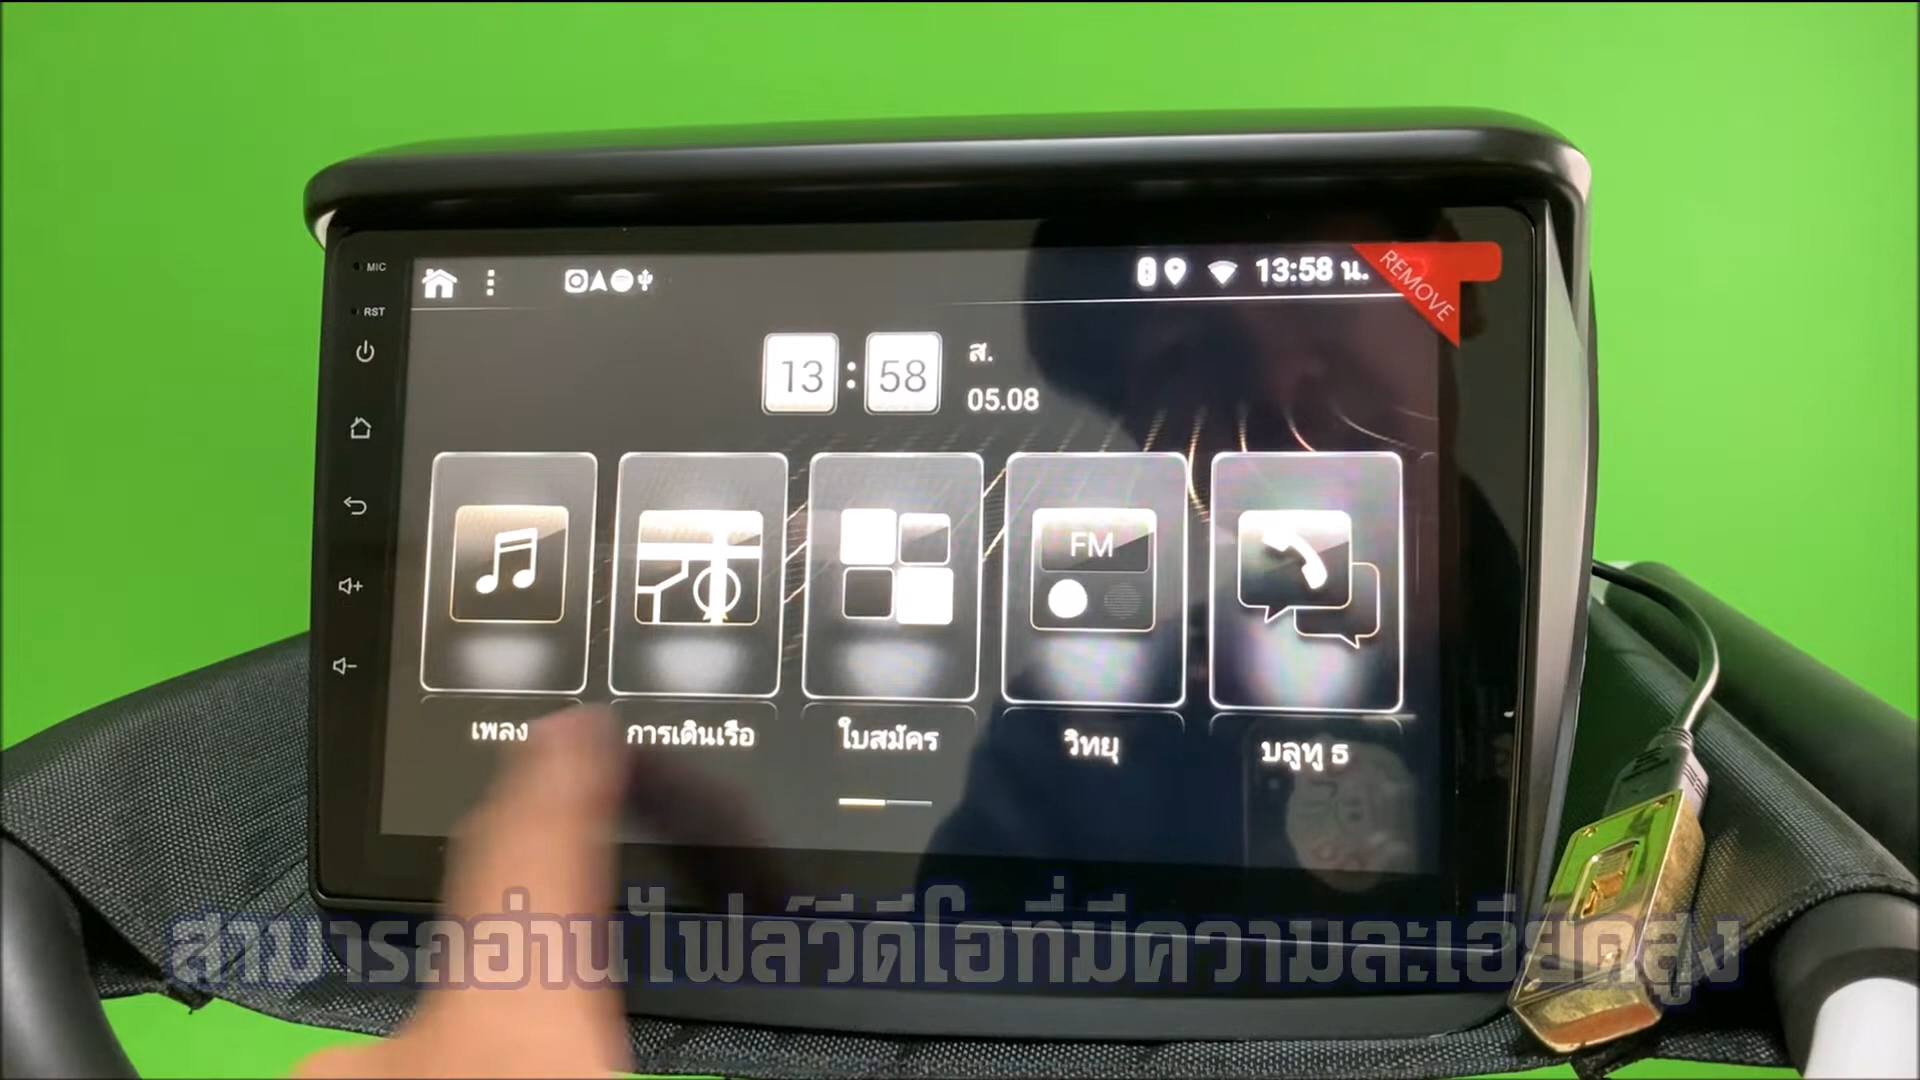 MIC
RST
13:58 น.
REMOVE
13 : 58
ส.
05.08
FM
เพลง
การเดินเรือ
ใบสมัคร
วิทยุ
บลูทู ธ
สามารถอ่านไฟล์วีดีโอที่มีความละเอียดสูง